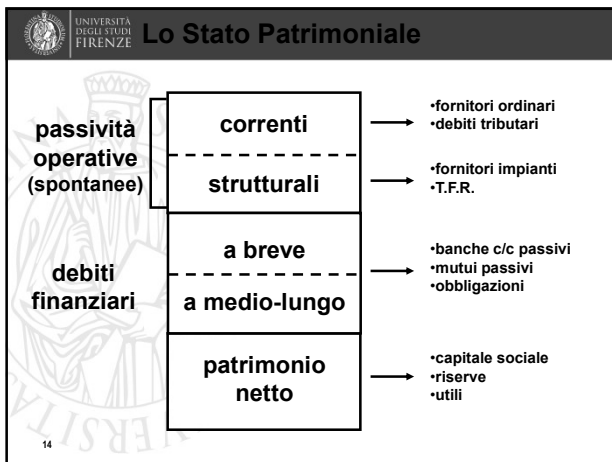 UNIVERSITÀ
DEGLI STUDI
FIRENZE
Lo Stato Patrimoniale
passività
operative
(spontanee)
correnti
•fornitori ordinari
•debiti tributari
strutturali
•fornitori impianti
•T.F.R.
debiti
finanziari
a breve
a medio-lungo
•banche c/c passivi
•mutui passivi
•obbligazioni
patrimonio
netto
•capitale sociale
•riserve
•utili
14